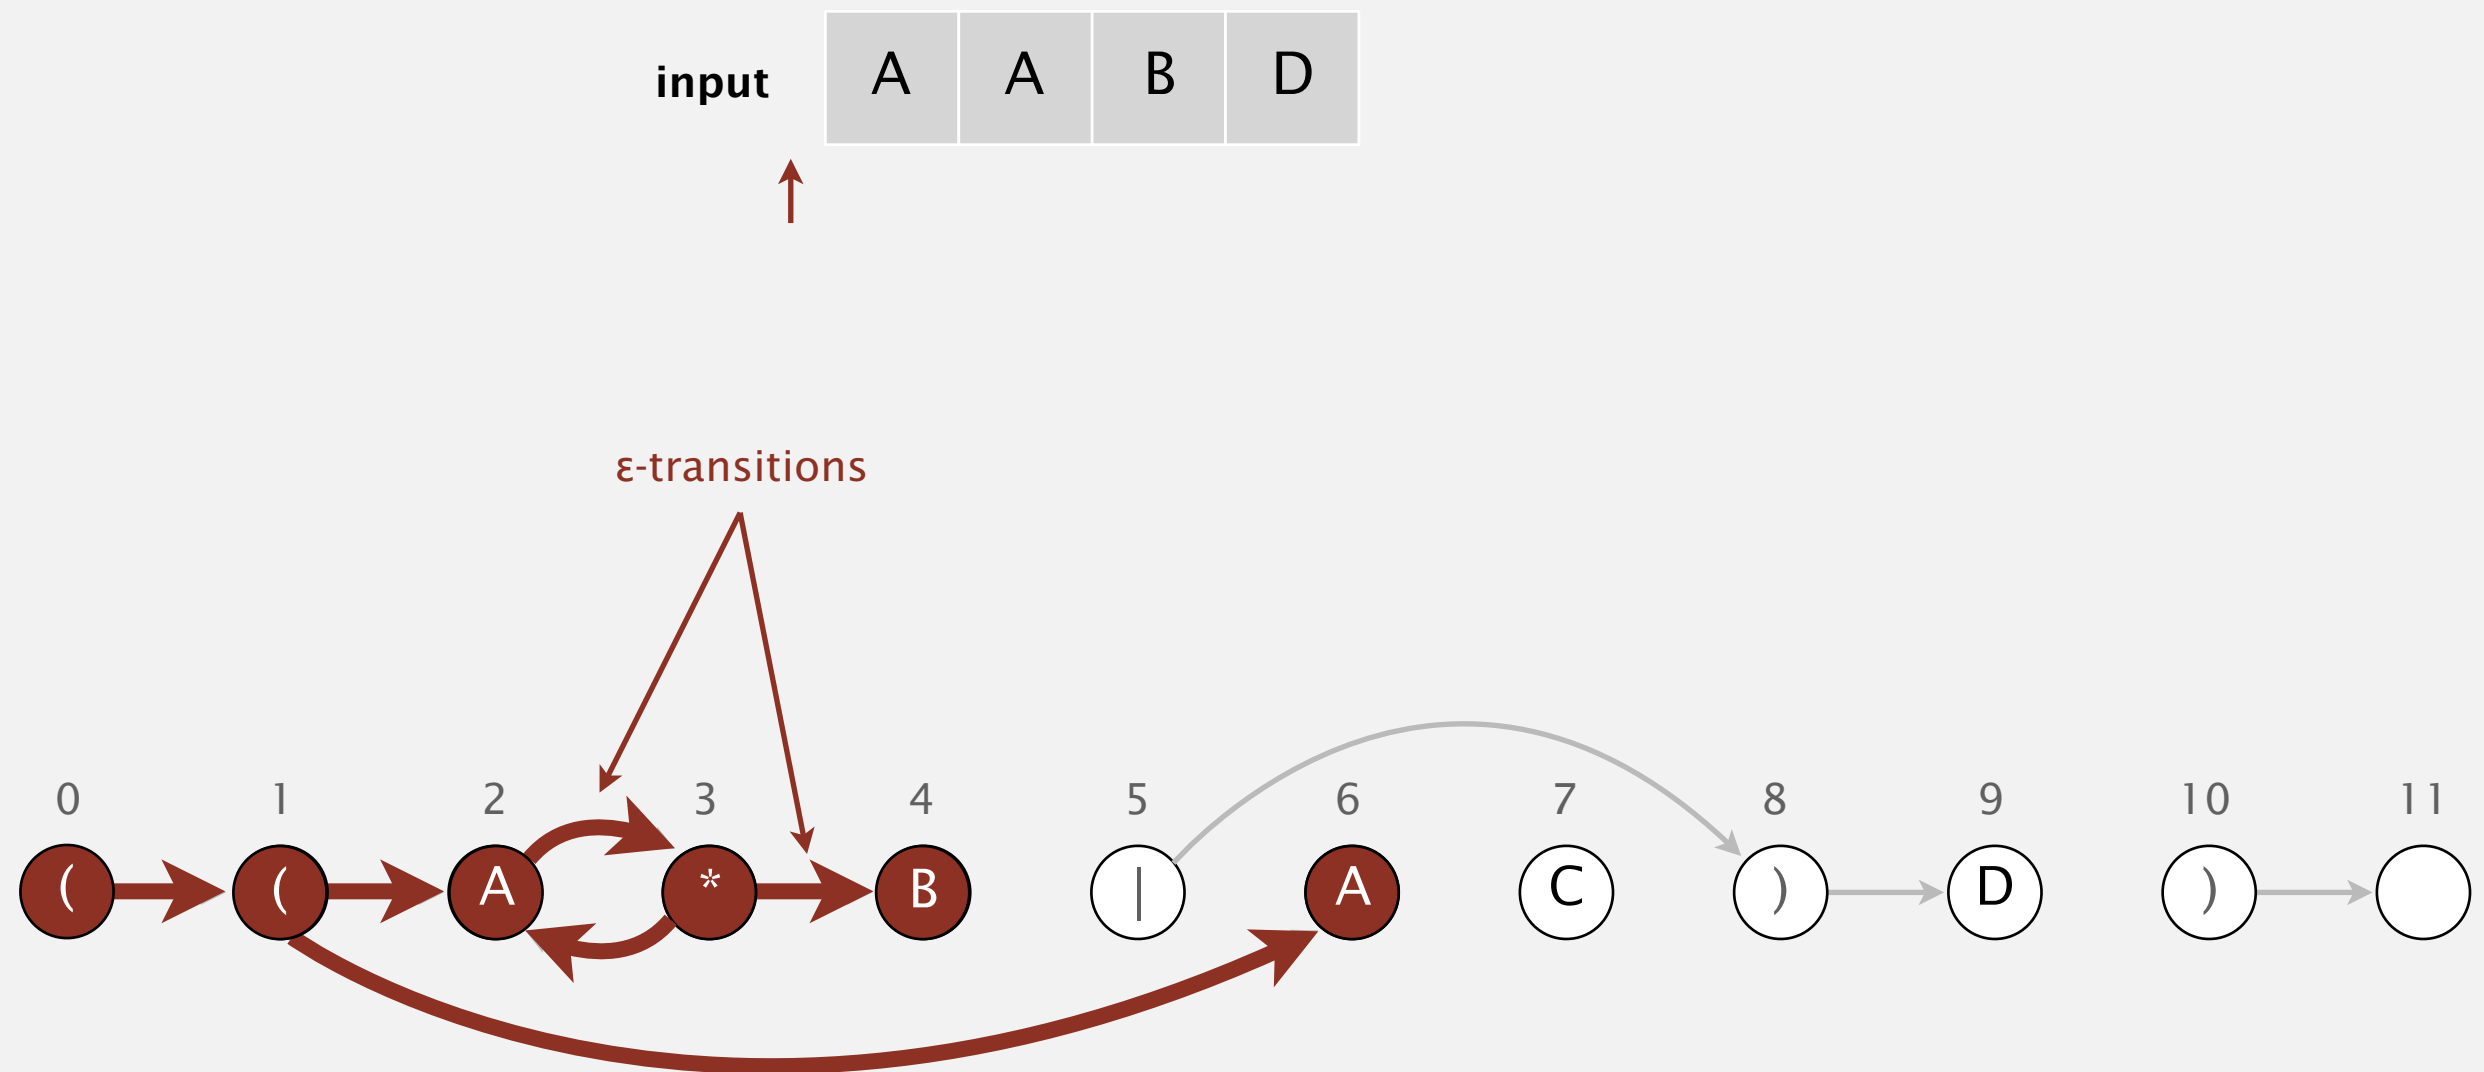 input A A B D
ε-transitions
0 1 2 3 4 5 6 7 8 9 10 11
( ( A * B | A C ) D )